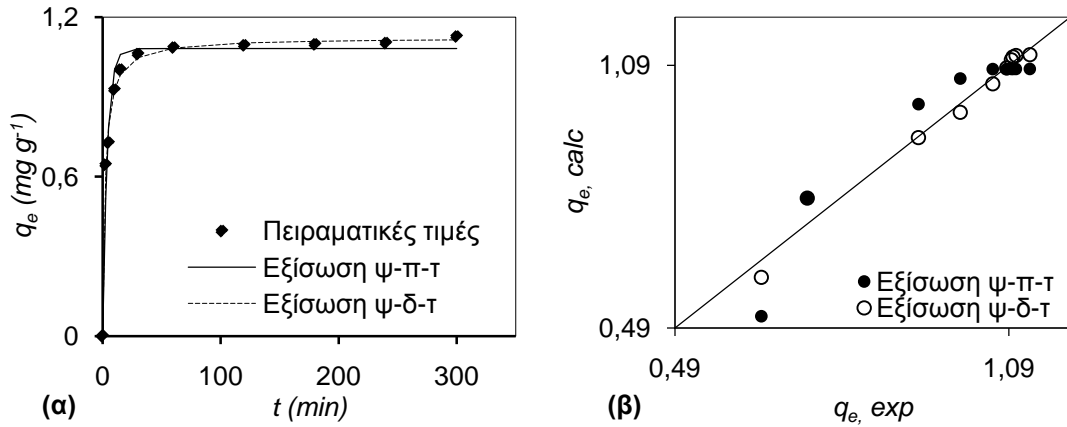 1,2
0,6
0
q_e (mg g^-1)
Πειραματικές τιμές
Εξίσωση ψ-π-τ
Εξίσωση ψ-δ-τ
0 100 200 300
(α) t (min)
1,09
0,49
q_e, calc
Εξίσωση ψ-π-τ
Εξίσωση ψ-δ-τ
0,49 1,09
(β) q_e, exp